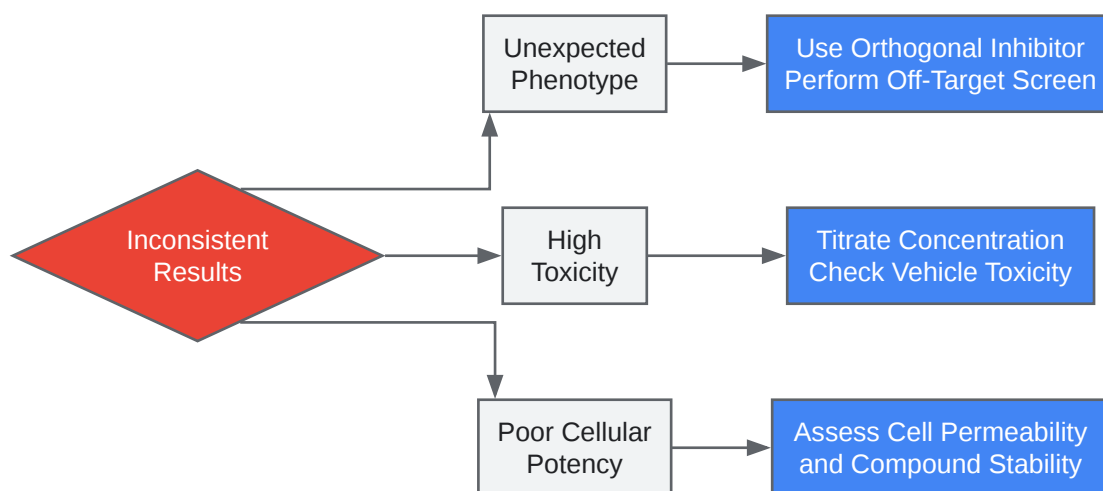 Unexpected
Phenotype
Use Orthogonal Inhibitor
Perform Off-Target Screen
Inconsistent
Results
High
Toxicity
Titrate Concentration
Check Vehicle Toxicity
Poor Cellular
Potency
Assess Cell Permeability
and Compound Stability